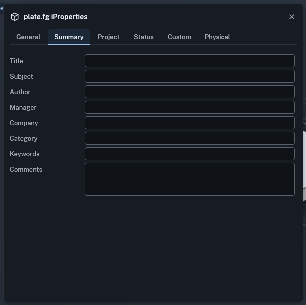 plate.fg iProperties
General Summary Project Status Custom Physical
Title
Subject
Author
Manager
Company
Category
Keywords
Comments